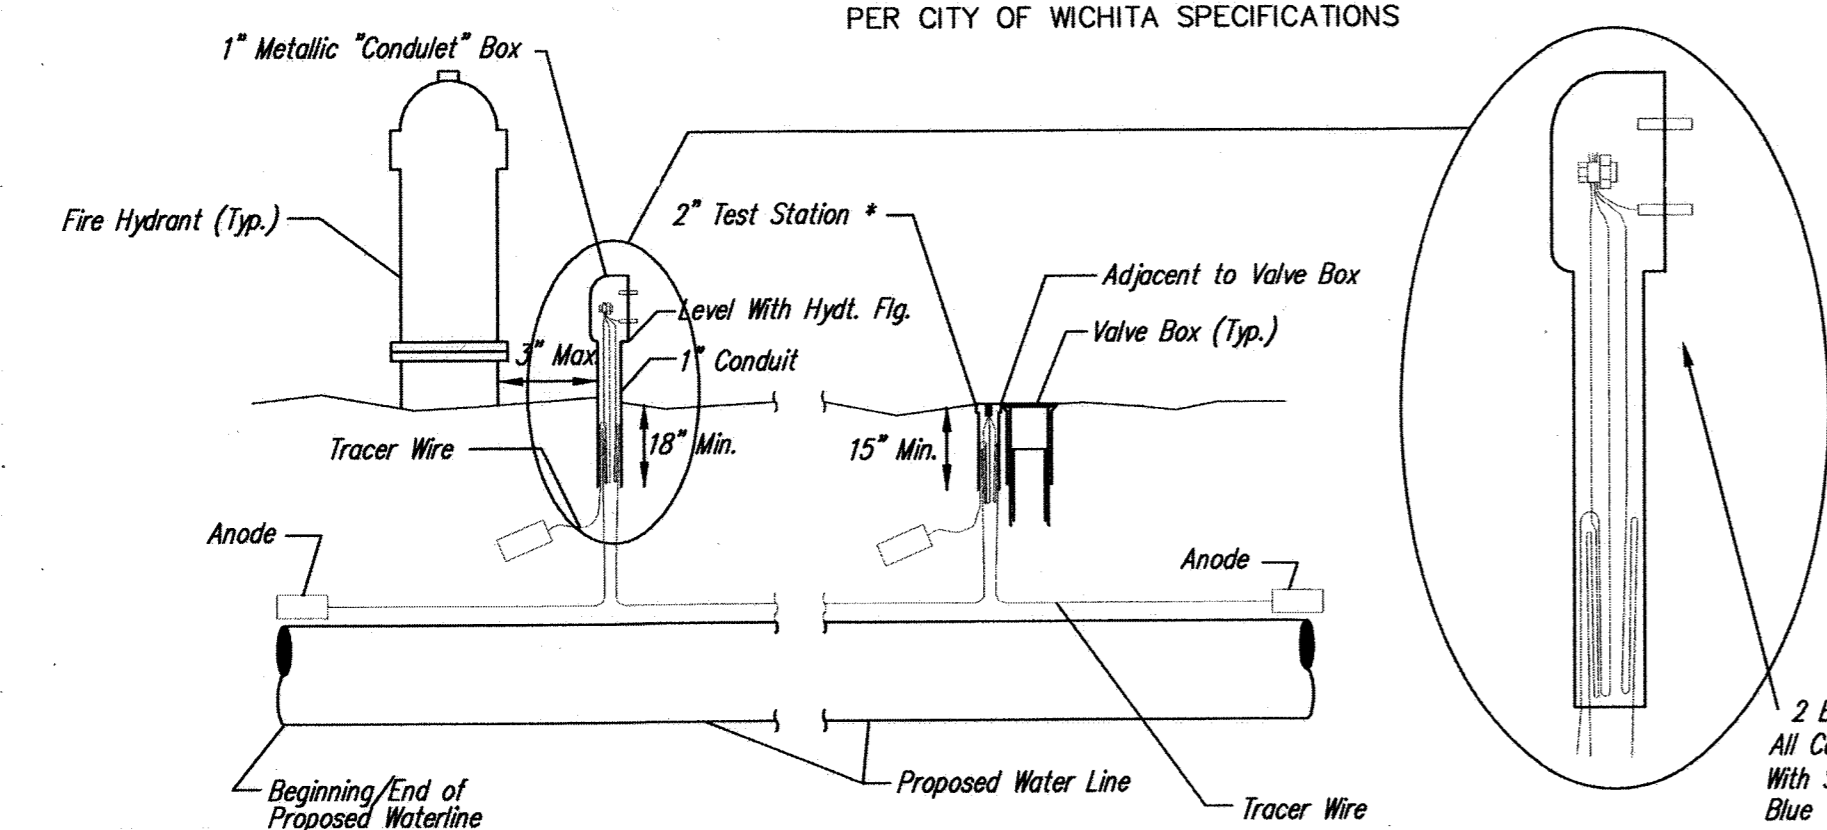 PER CITY OF WICHITA SPECIFICATIONS
1" Metallic "Condulet" Box
Fire Hydrant (Typ.)
2" Test Station *
Adjacent to Valve Box
Level With Hydt. Flg.
Valve Box (Typ.)
3" Max.
1" Conduit
Tracer Wire
18" Min.
15" Min.
Anode
Anode
2
All
With
Blue
Beginning/End of
Proposed Waterline
Proposed Water Line
Tracer Wire